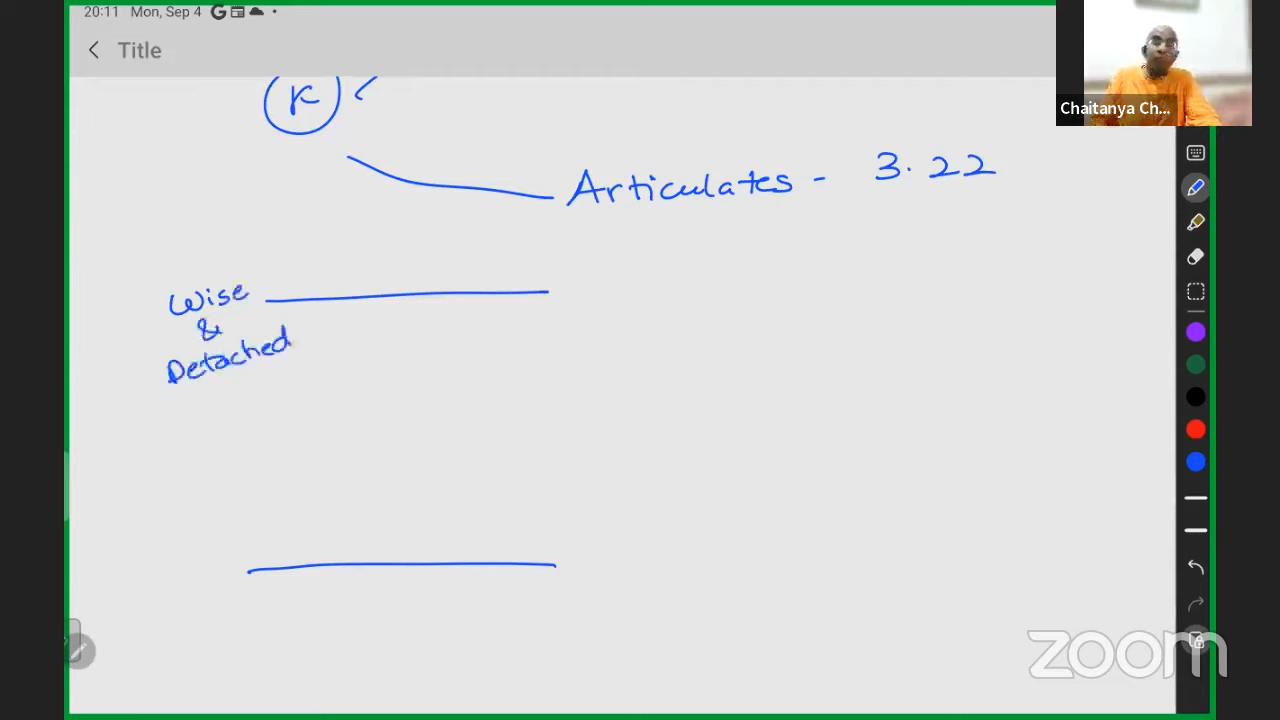 20:11 Mon, Sep 4 G
Title
Chaitanya Ch...
K
Articulates - 3.22
Wise
&
Detached
zoom